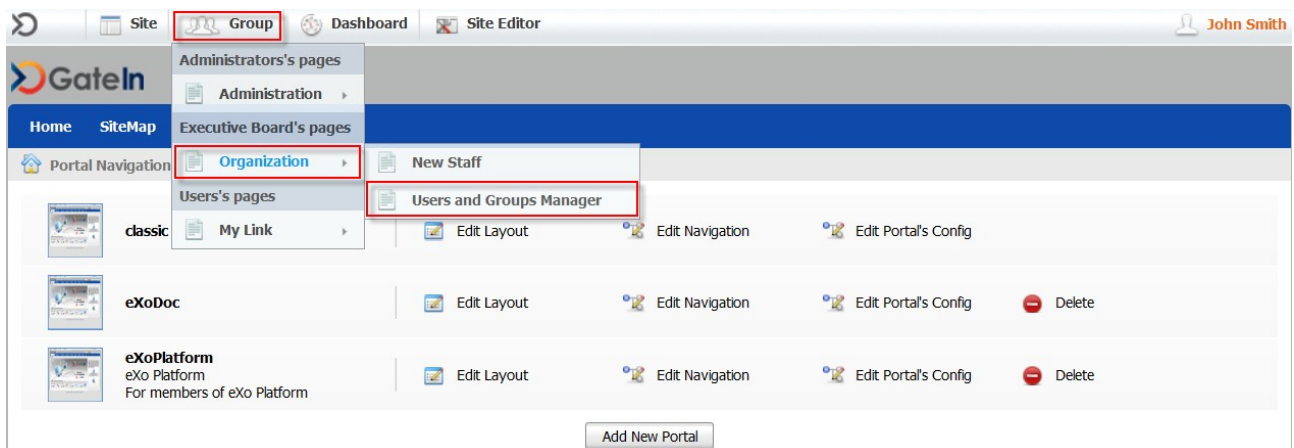 Site Group Dashboard Site Editor John Smith
Administrators's pages
GateIn
Administration
Home SiteMap Executive Board's pages
Portal Navigation Organization New Staff
Users's pages Users and Groups Manager
classic My Link Edit Layout Edit Navigation Edit Portal's Config
eXoDoc Edit Layout Edit Navigation Edit Portal's Config Delete
eXoPlatform
eXo Platform Edit Layout Edit Navigation Edit Portal's Config Delete
For members of eXo Platform
Add New Portal